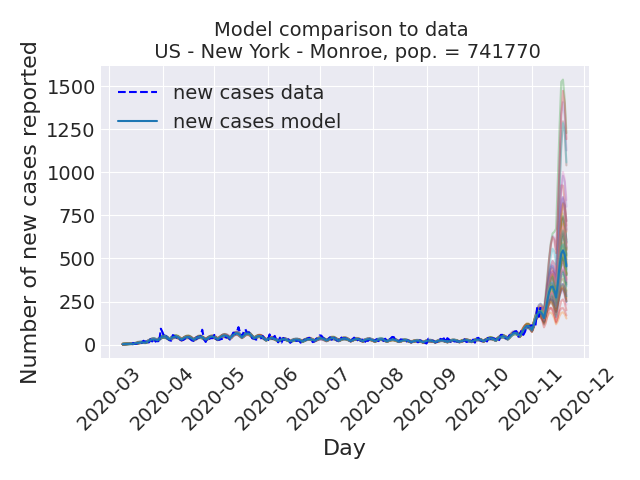 Model comparison to data
US - New York - Monroe, pop. = 741770
Number of new cases reported
1500
1250
1000
750
500
250
0
new cases data
new cases model
2020-03
2020-04
2020-05
2020-06
2020-07
2020-08
2020-09
2020-10
2020-11
2020-12
Day